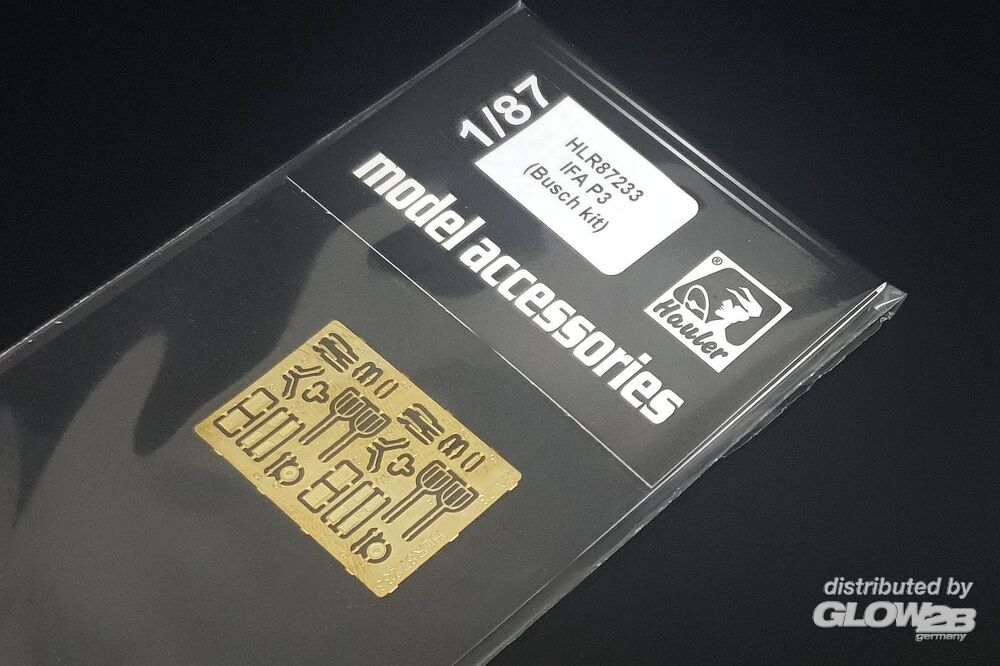 1/87
HLR87233
IFA P3
(Busch kit)
model accessories
®
Hauler
distributed by
GLOW2B
germany